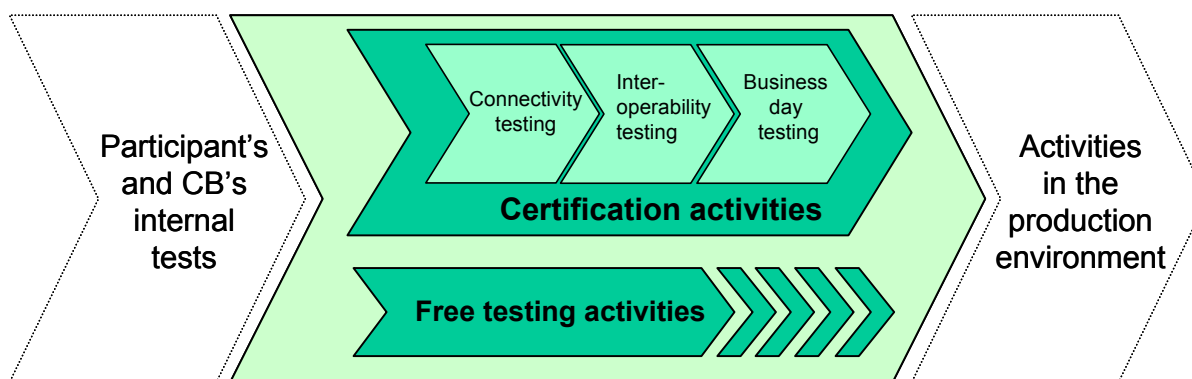 Participant's
and CB's
internal
tests
Connectivity
testing
Inter-
operability
testing
Business
day
testing
Certification activities
Free testing activities
Activities
in the
production
environment